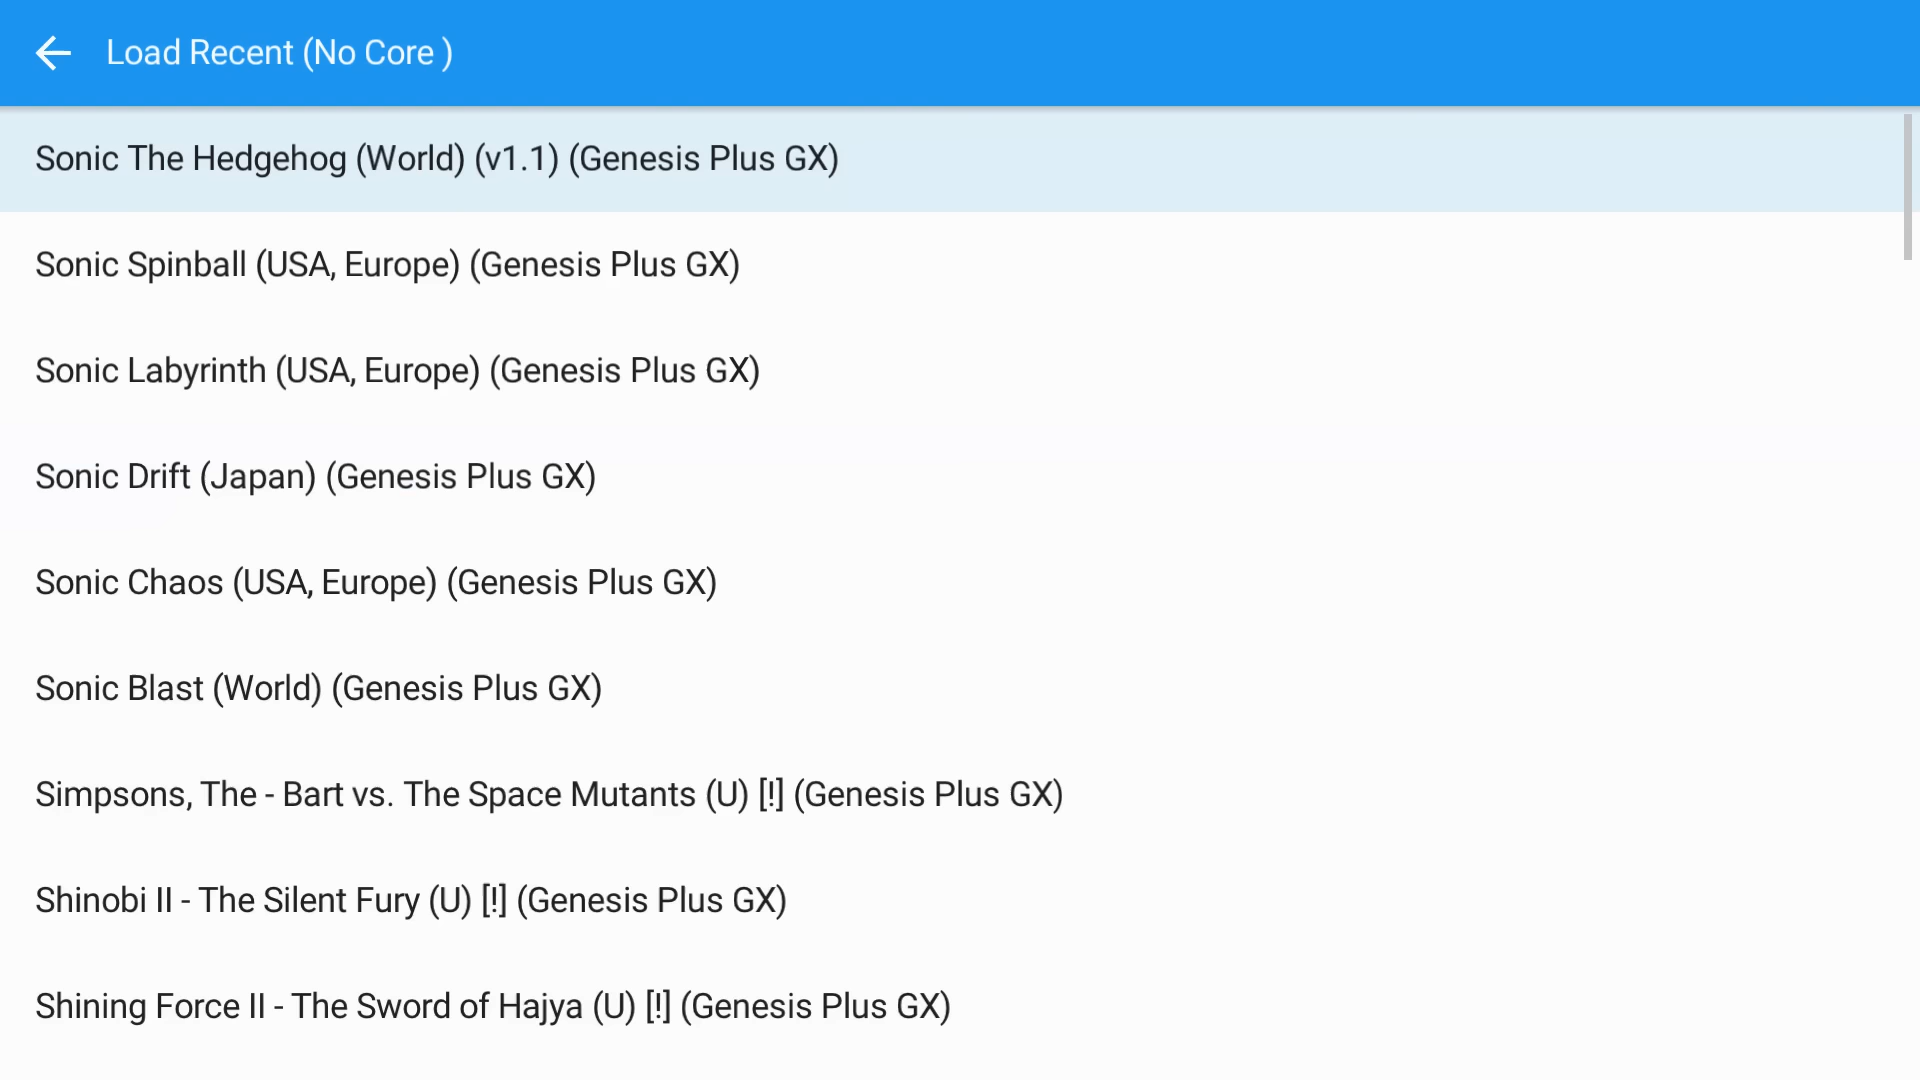 Load Recent (No Core )
Sonic The Hedgehog (World) (v1.1) (Genesis Plus GX)
Sonic Spinball (USA, Europe) (Genesis Plus GX)
Sonic Labyrinth (USA, Europe) (Genesis Plus GX)
Sonic Drift (Japan) (Genesis Plus GX)
Sonic Chaos (USA, Europe) (Genesis Plus GX)
Sonic Blast (World) (Genesis Plus GX)
Simpsons, The - Bart vs. The Space Mutants (U) [!] (Genesis Plus GX)
Shinobi II - The Silent Fury (U) [!] (Genesis Plus GX)
Shining Force II - The Sword of Hajya (U) [!] (Genesis Plus GX)